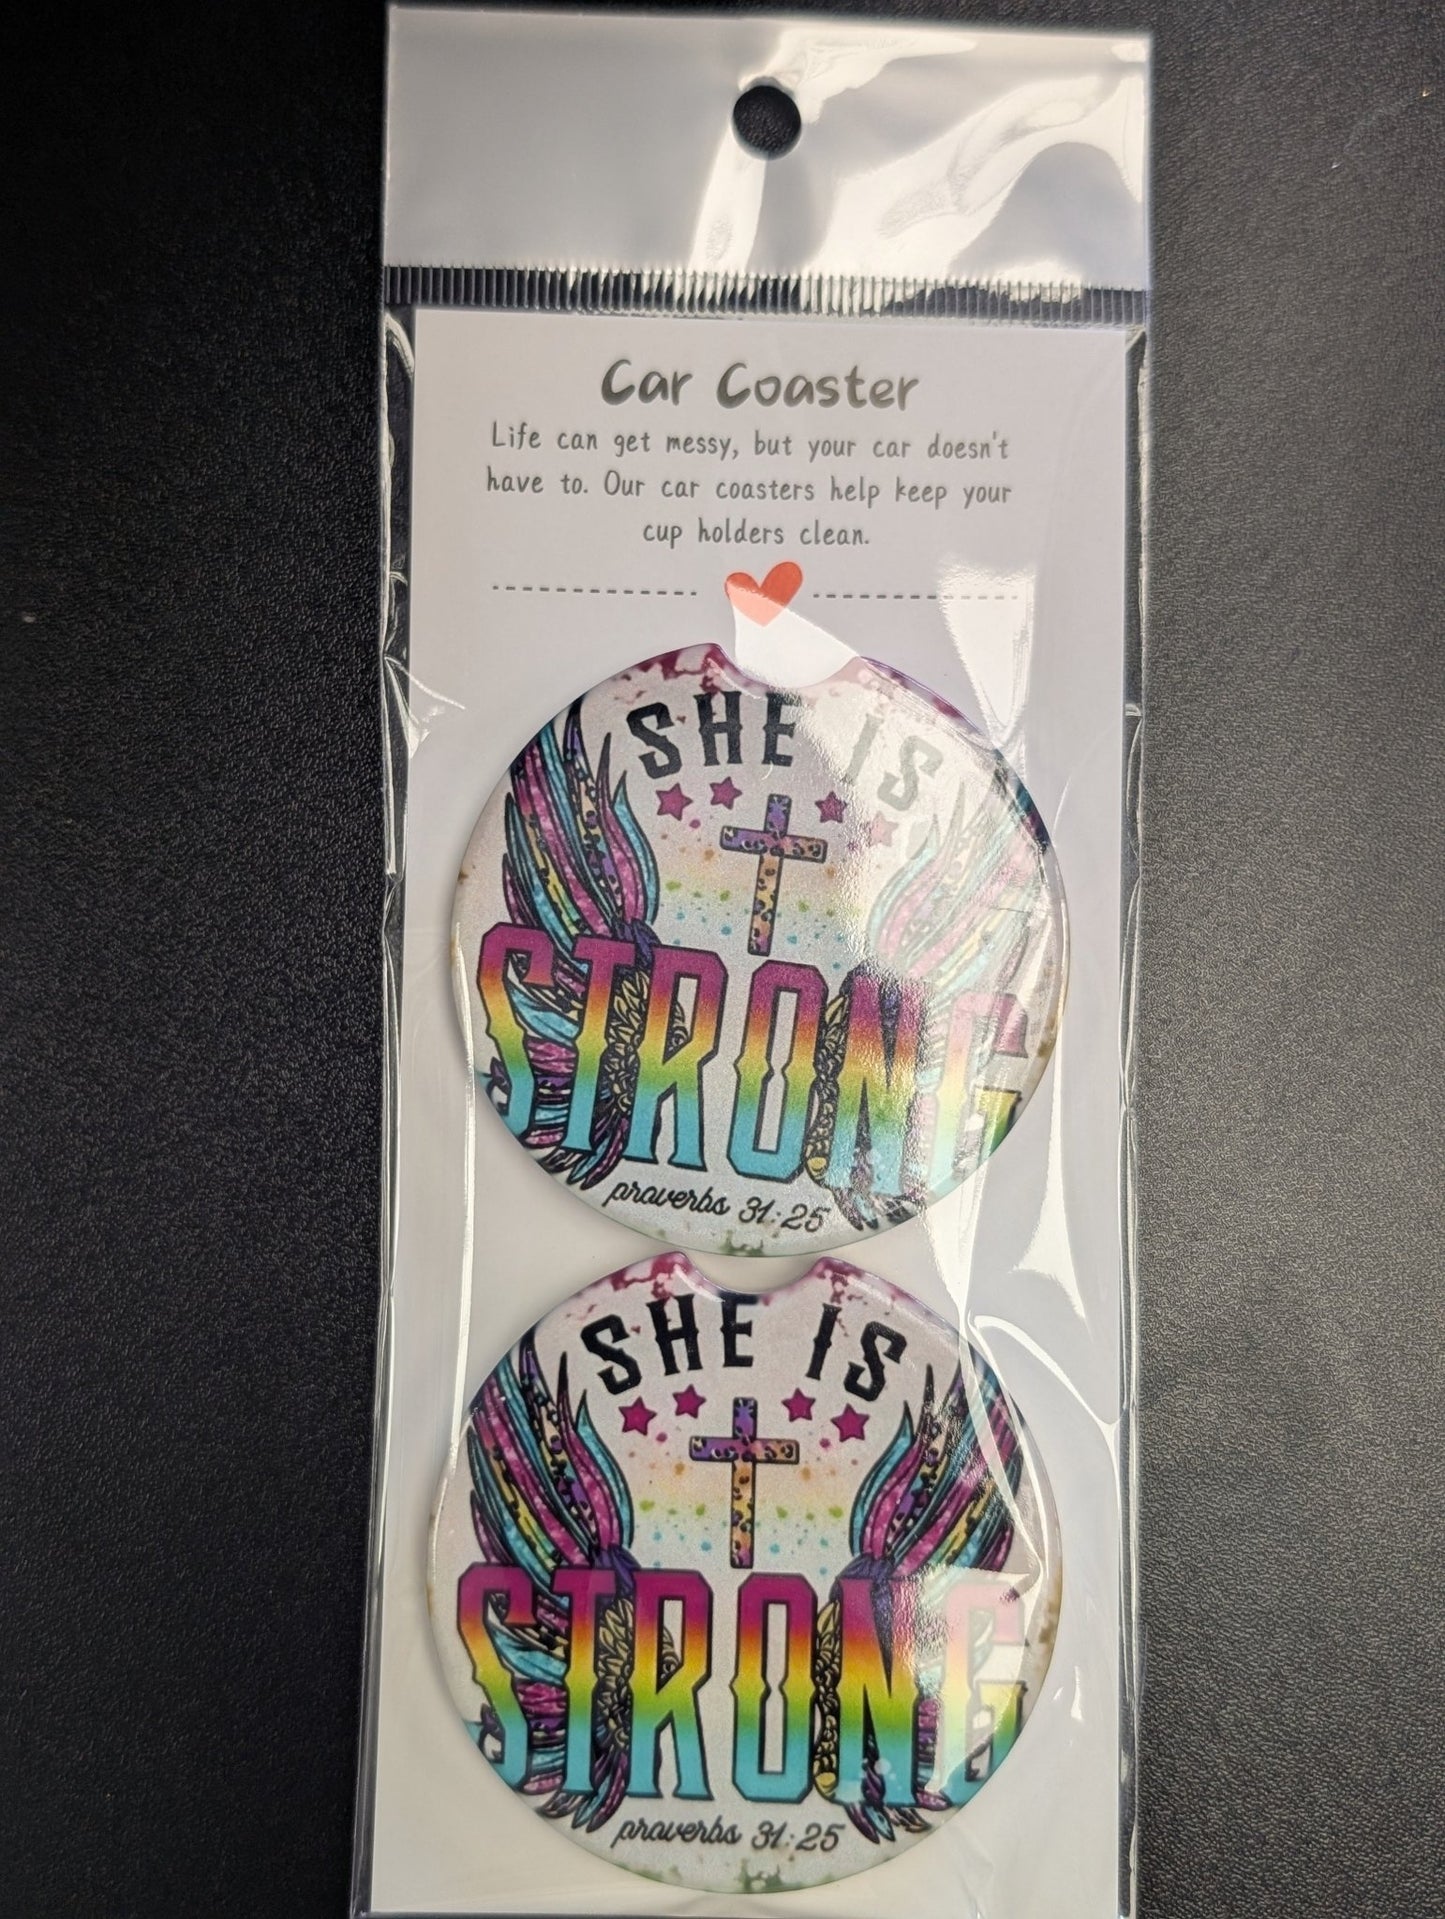 Car Coaster
Life can get messy, but your car doesn't
have to. Our car coasters help keep your
cup holders clean.
SHE IS
STRONG
proverbs 31:25
SHE IS
STRONG
proverbs 31:25